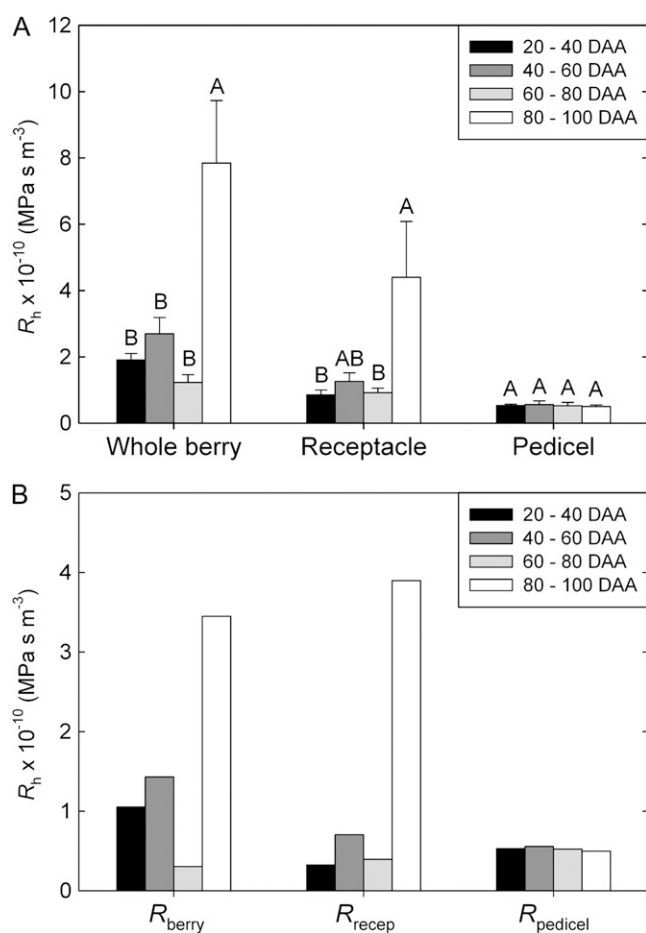 A
12
10
8
6
4
2
0
R_h x 10^-10 (MPa s m^-3)
20 - 40 DAA
40 - 60 DAA
60 - 80 DAA
80 - 100 DAA
B B B A
B AB B A
A A A A
Whole berry Receptacle Pedicel
B
5
4
3
2
1
0
R_h x 10^-10 (MPa s m^-3)
20 - 40 DAA
40 - 60 DAA
60 - 80 DAA
80 - 100 DAA
R_berry R_recep R_pedicel